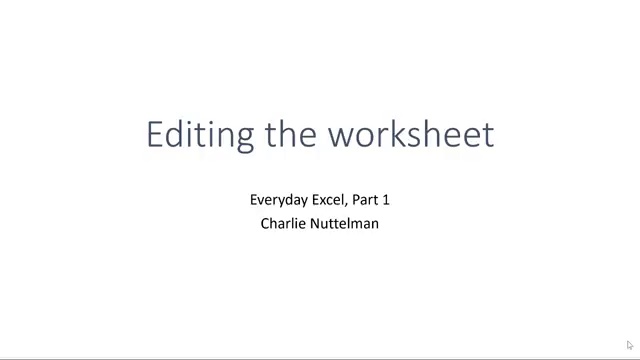 Editing the worksheet
Everyday Excel, Part 1
Charlie Nuttelman